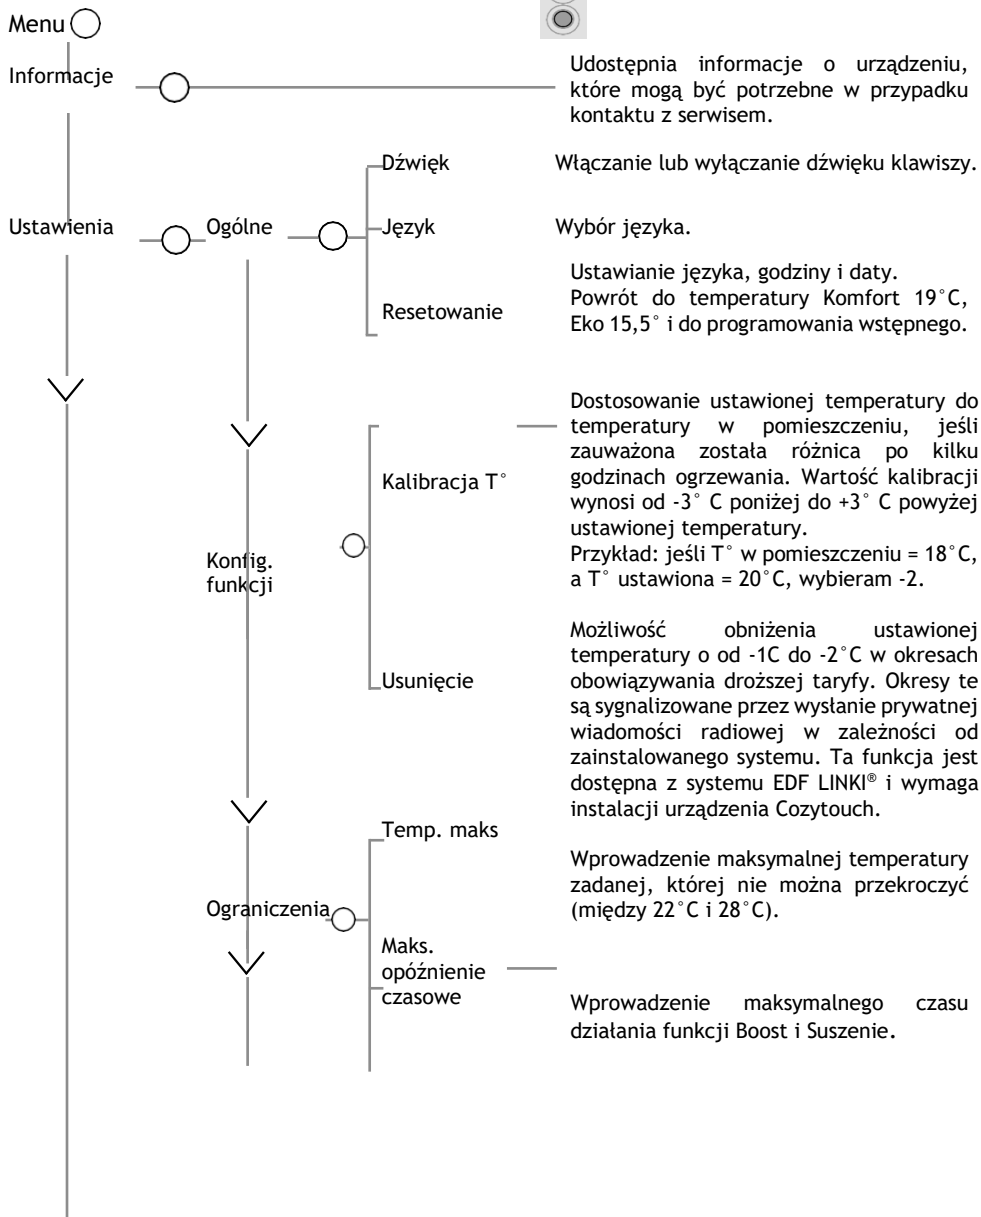 Menu
Informacje
Udostępnia informacje o urządzeniu,
które mogą być potrzebne w przypadku
kontaktu z serwisem.
Dźwięk
Włączanie lub wyłączanie dźwięku klawiszy.
Ustawienia
Ogólne
Język
Wybór języka.
Resetowanie
Ustawianie języka, godziny i daty.
Powrót do temperatury Komfort 19°C,
Eko 15,5° i do programowania wstępnego.
Konfig.
funkcji
Kalibracja T°
Dostosowanie ustawionej temperatury do
temperatury w pomieszczeniu, jeśli
zauważona została różnica po kilku
godzinach ogrzewania. Wartość kalibracji
wynosi od -3° C poniżej do +3° C powyżej
ustawionej temperatury.
Przykład: jeśli T° w pomieszczeniu = 18°C,
a T° ustawiona = 20°C, wybieram -2.
Usunięcie
Możliwość obniżenia ustawionej
temperatury o od -1C do -2°C w okresach
obowiązywania droższej taryfy. Okresy te
są sygnalizowane przez wysłanie prywatnej
wiadomości radiowej w zależności od
zainstalowanego systemu. Ta funkcja jest
dostępna z systemu EDF LINKI® i wymaga
instalacji urządzenia Cozytouch.
Ograniczenia
Temp. maks
Wprowadzenie maksymalnej temperatury
zadanej, której nie można przekroczyć
(między 22°C i 28°C).
Maks.
opóźnienie
czasowe
Wprowadzenie maksymalnego czasu
działania funkcji Boost i Suszenie.